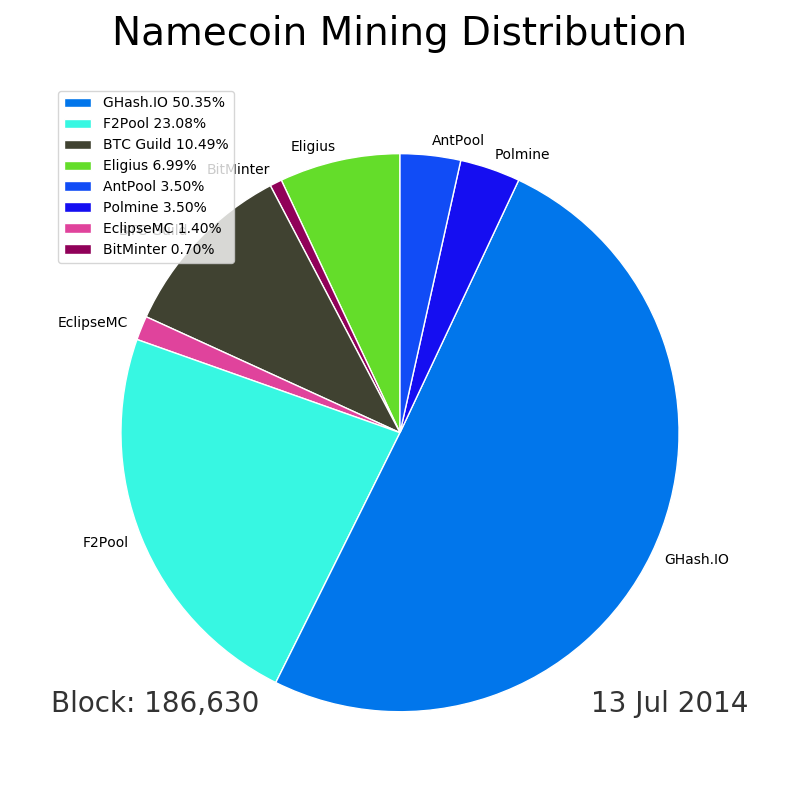 Namecoin Mining Distribution
GHash.IO 50.35%
F2Pool 23.08%
BTC Guild 10.49%
Eligius 6.99%
AntPool 3.50%
Polmine 3.50%
EclipseMC 1.40%
BitMinter 0.70%
BitMinter
Eligius
AntPool
Polmine
EclipseMC
F2Pool
GHash.IO
Block: 186,630
13 Jul 2014